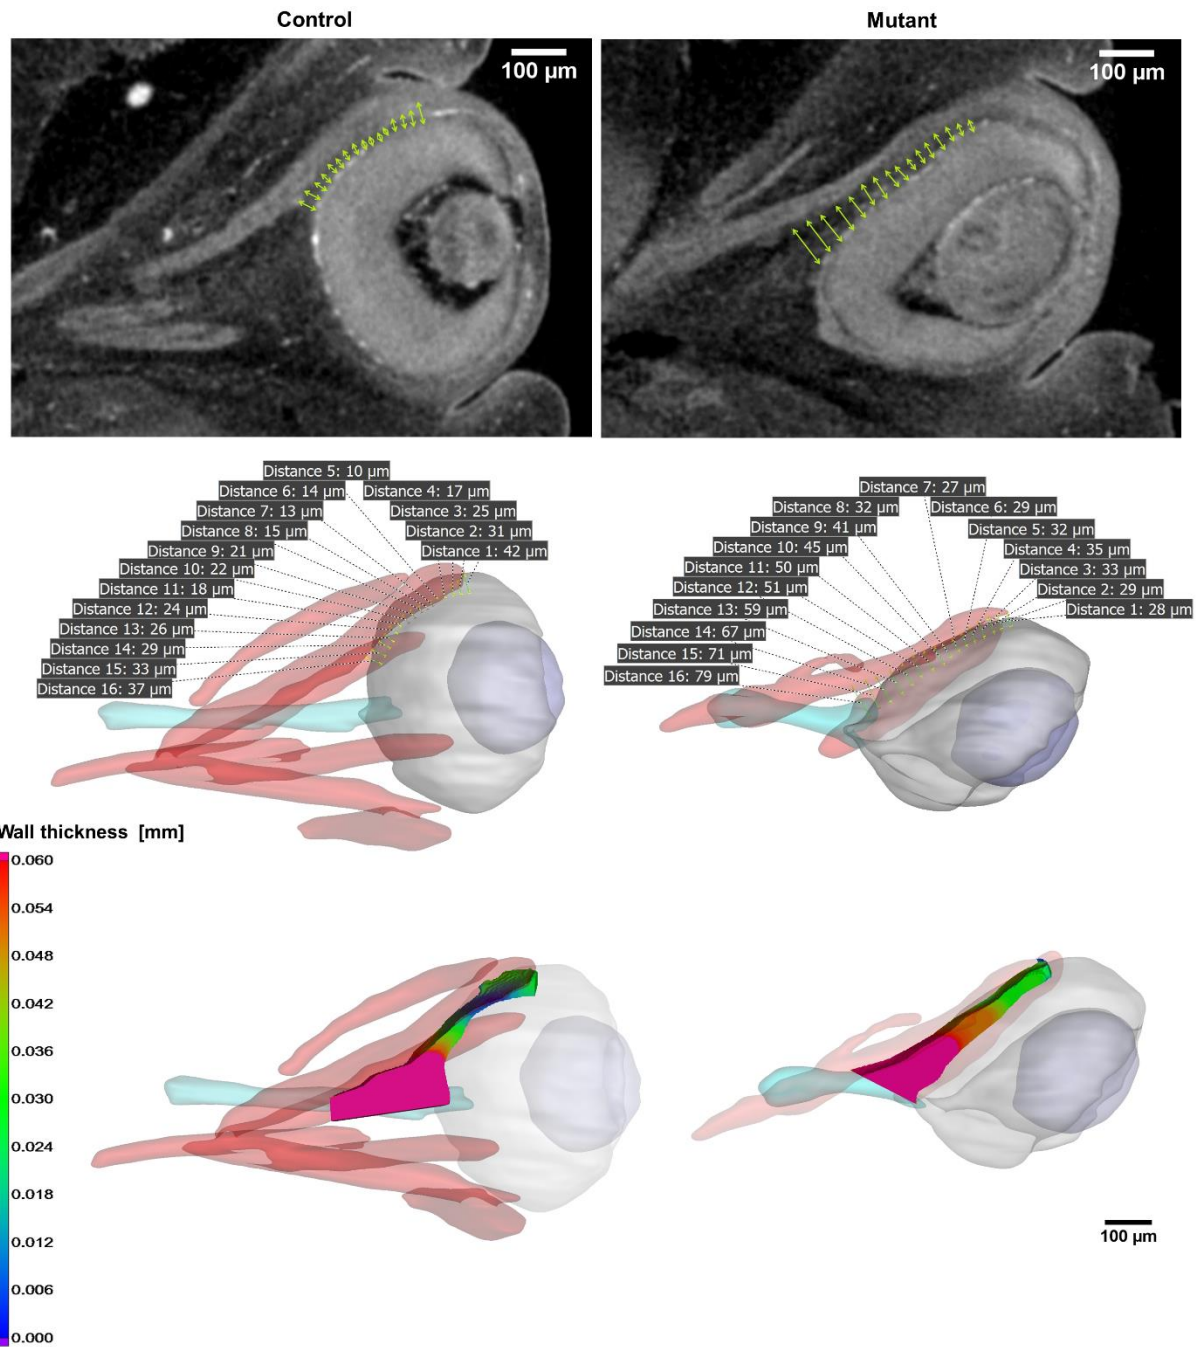 Control
Mutant
100 µm
100 µm
Distance 5: 10 µm
Distance 6: 14 µm
Distance 4: 17 µm
Distance 7: 13 µm
Distance 3: 25 µm
Distance 8: 15 µm
Distance 2: 31 µm
Distance 9: 21 µm
Distance 1: 42 µm
Distance 10: 22 µm
Distance 11: 18 µm
Distance 12: 24 µm
Distance 13: 26 µm
Distance 14: 29 µm
Distance 15: 33 µm
Distance 16: 37 µm
Distance 7: 27 µm
Distance 8: 32 µm
Distance 6: 29 µm
Distance 9: 41 µm
Distance 5: 32 µm
Distance 10: 45 µm
Distance 4: 35 µm
Distance 11: 50 µm
Distance 3: 33 µm
Distance 12: 51 µm
Distance 2: 29 µm
Distance 13: 59 µm
Distance 1: 28 µm
Distance 14: 67 µm
Distance 15: 71 µm
Distance 16: 79 µm
Wall thickness [mm]
0.060
0.054
0.048
0.042
0.036
0.030
0.024
0.018
0.012
0.006
0.000
100 µm